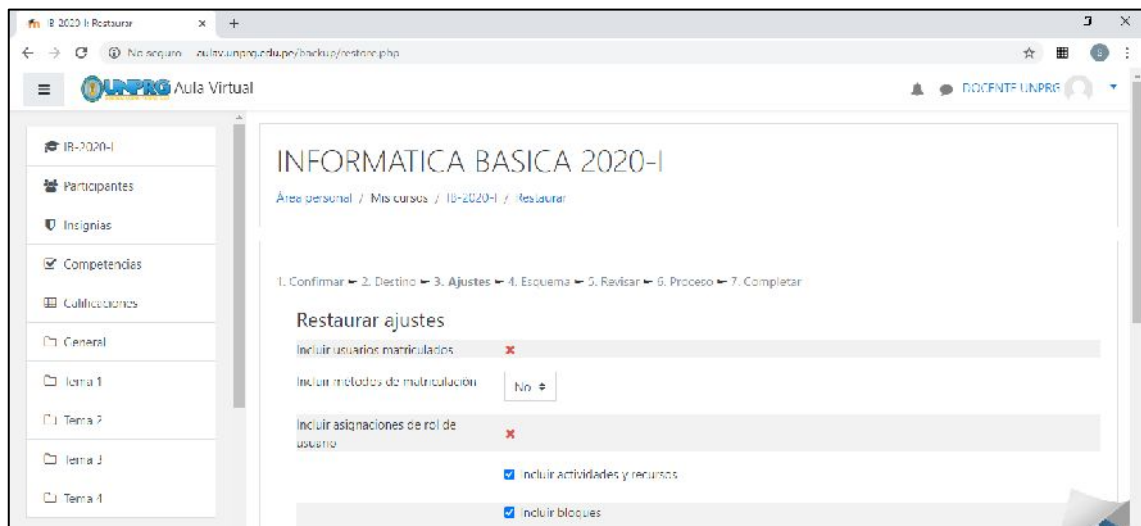 IB-2020-I: Restaurar
No seguro aulav.unprg.edu.pe/backup/restore.php
S
UNPRG Aula Virtual
DOCENTE UNPRG
IB-2020-I
Participantes
Insignias
Competencias
Calificaciones
General
Tema 1
Tema 2
Tema 3
Tema 4
INFORMATICA BASICA 2020-I
Área personal / Mis cursos / IB-2020-I / Restaurar
1. Confirmar ► 2. Destino ► 3. Ajustes ► 4. Esquema ► 5. Revisar ► 6. Proceso ► 7. Completar
Restaurar ajustes
Incluir usuarios matriculados
Incluir métodos de matriculación No
Incluir asignaciones de rol de
usuario
Incluir actividades y recursos
Incluir bloques